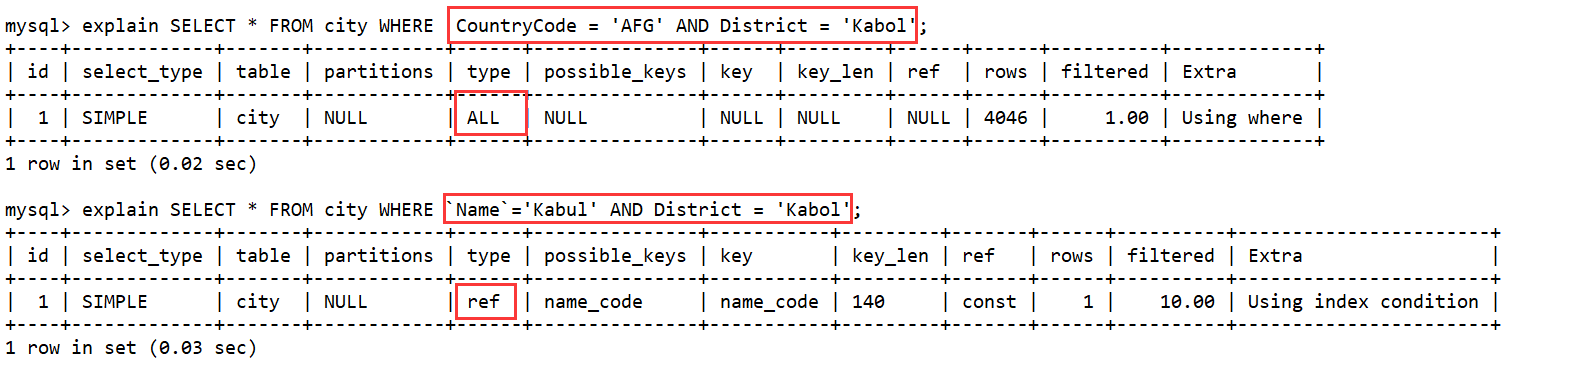 mysql> explain SELECT * FROM city WHERE  CountryCode = 'AFG' AND District = 'Kabol';
+----+-------------+-------+------------+------+---------------+------+---------+------+------+----------+-------------+
| id | select_type | table | partitions | type | possible_keys | key  | key_len | ref  | rows | filtered | Extra       |
+----+-------------+-------+------------+------+---------------+------+---------+------+------+----------+-------------+
|  1 | SIMPLE      | city  | NULL       | ALL  | NULL          | NULL | NULL    | NULL | 4046 |     1.00 | Using where |
+----+-------------+-------+------------+------+---------------+------+---------+------+------+----------+-------------+
1 row in set (0.02 sec)
mysql> explain SELECT * FROM city WHERE `Name`='Kabul' AND District = 'Kabol';
+----+-------------+-------+------------+------+---------------+-----------+---------+-------+------+----------+-----------------------+
| id | select_type | table | partitions | type | possible_keys | key       | key_len | ref   | rows | filtered | Extra                 |
+----+-------------+-------+------------+------+---------------+-----------+---------+-------+------+----------+-----------------------+
|  1 | SIMPLE      | city  | NULL       | ref  | name_code     | name_code | 140     | const |    1 |    10.00 | Using index condition |
+----+-------------+-------+------------+------+---------------+-----------+---------+-------+------+----------+-----------------------+
1 row in set (0.03 sec)